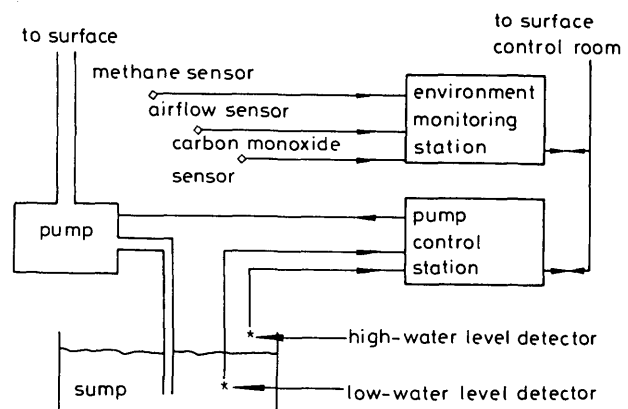 to surface
to surface
control room
methane sensor
airflow sensor
carbon monoxide
sensor
environment
monitoring
station
pump
pump
control
station
high-water level detector
low-water level detector
sump